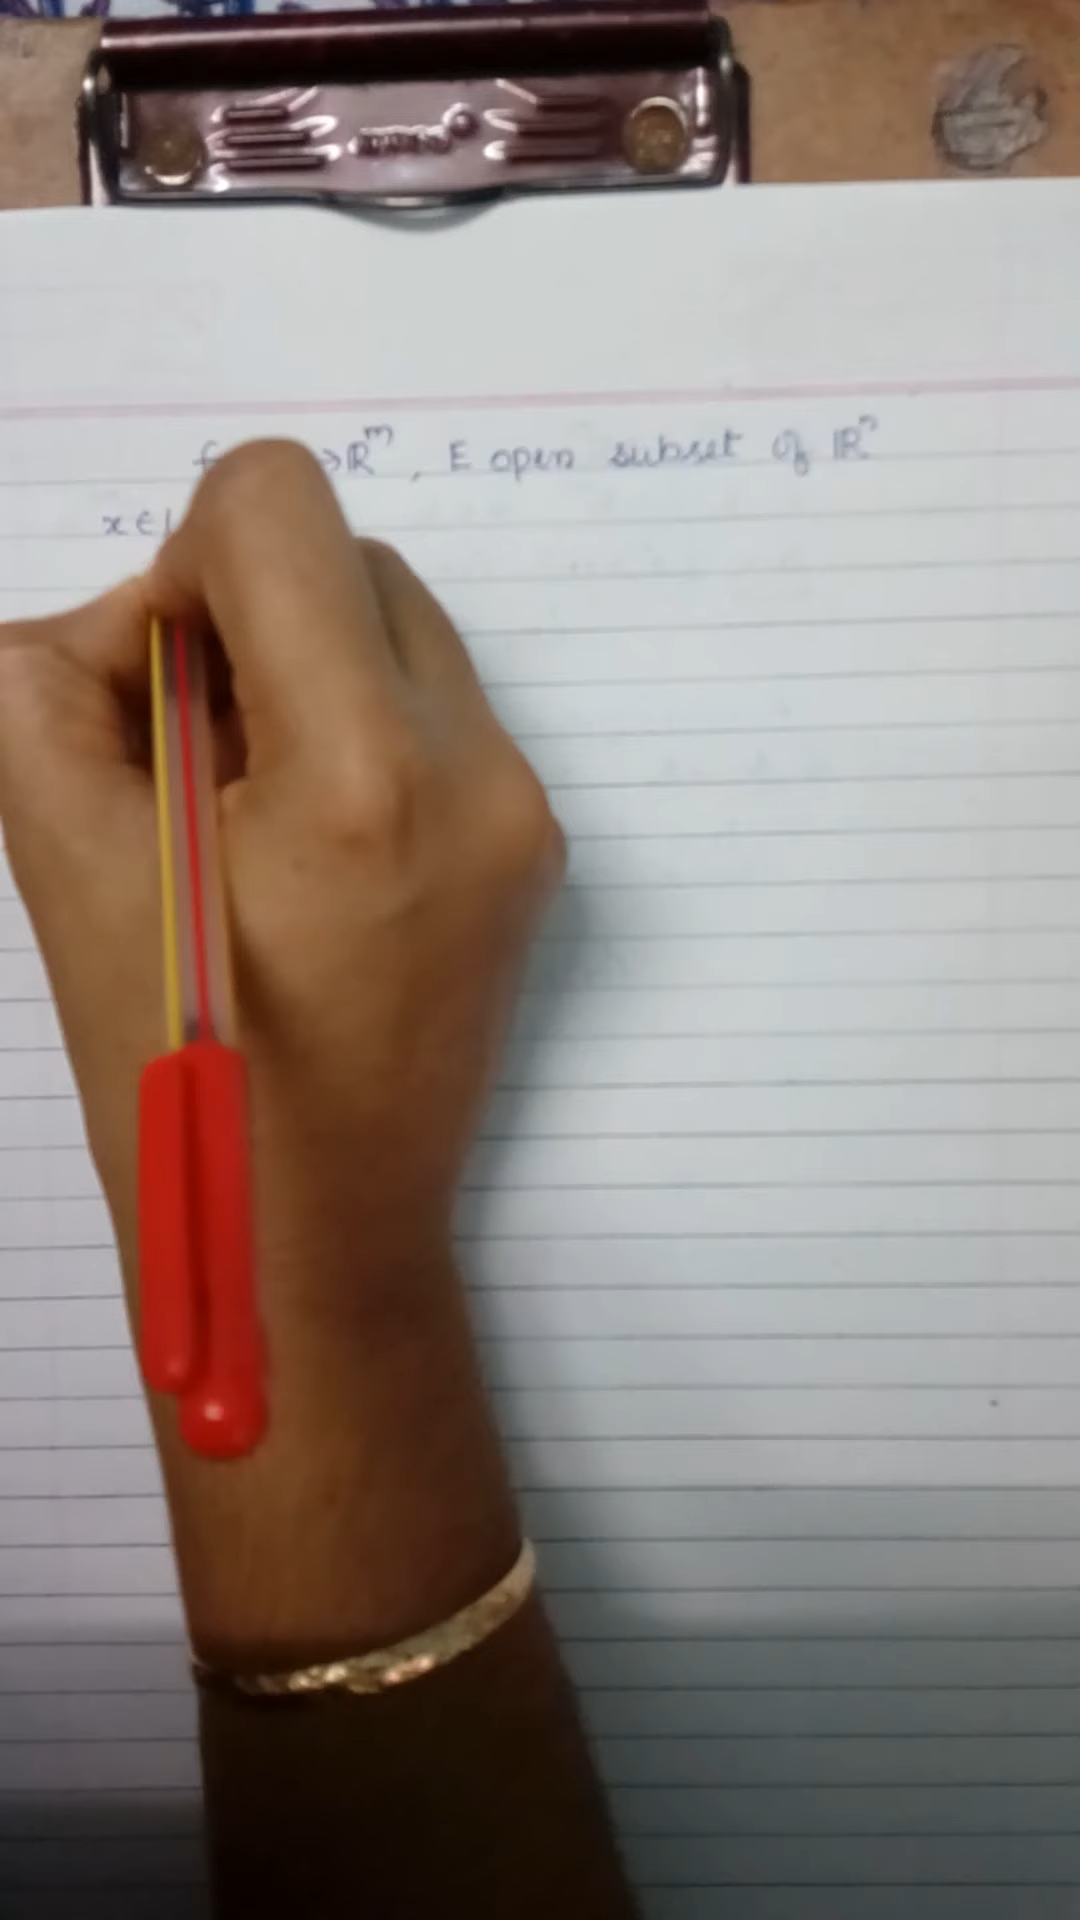 f → ℝᵐ, E open subset of ℝⁿ
x ∈